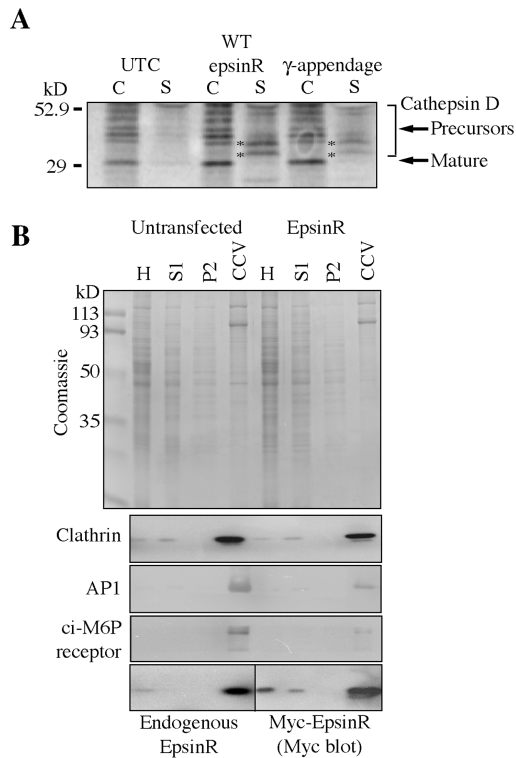 A
UTC WT epsinR γ-appendage
kD C S C S C S
52.9 Cathepsin D
* * Precursors
* * Mature
29
B
Untransfected EpsinR
H S1 P2 CCV H S1 P2 CCV
kD
113
93
50
35
Coomassie
Clathrin
AP1
ci-M6P receptor
Endogenous EpsinR Myc-EpsinR (Myc blot)